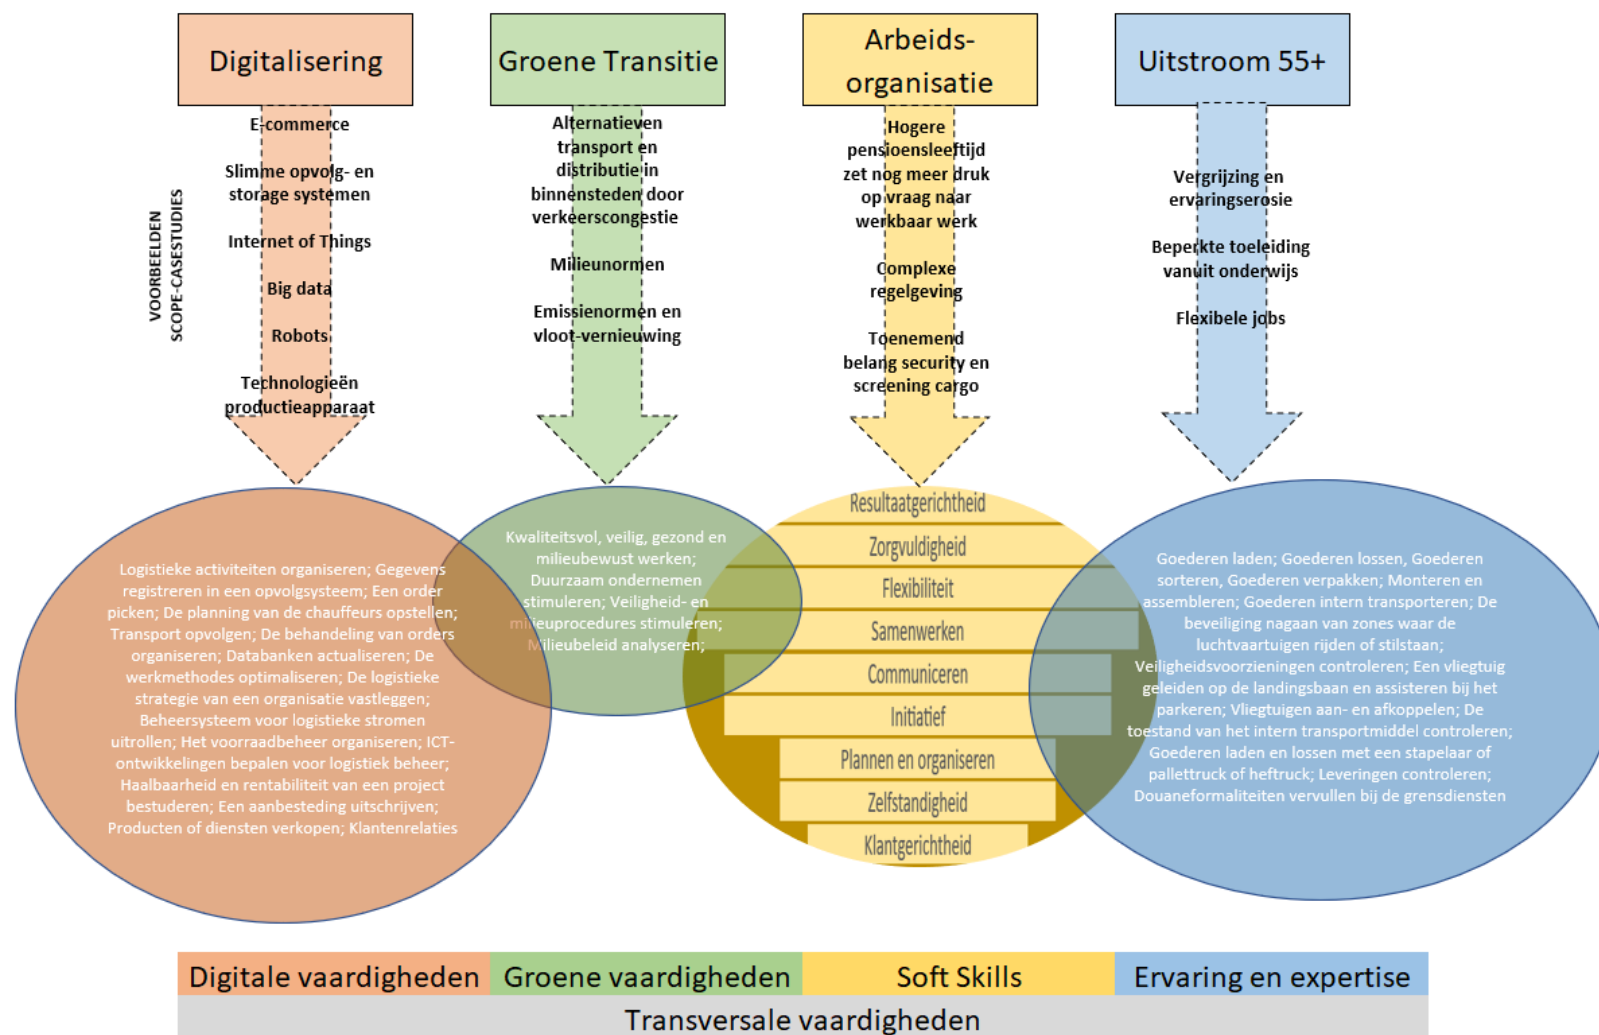 Digitalisering
Groene Transitie
Arbeids-
organisatie
Uitstroom 55+
VOORBEELDEN
SCOPE-CASESTUDIES
E-commerce
Slimme opvolg- en
storage systemen
Internet of Things
Big data
Robots
Technologieën
productieapparaat
Alternatieven
transport en
distributie in
binnensteden door
verkeerscongestie
Milieunormen
Emissienormen en
vloot-vernieuwing
Hogere
pensioensleeftijd
zet nog meer druk
op vraag naar
werkbaar werk
Complexe
regelgeving
Toenemend
belang security en
screening cargo
Vergrijzing en
ervaringserosie
Beperkte toeleiding
vanuit onderwijs
Flexibele jobs
Logistieke activiteiten organiseren; Gegevens
registreren in een opvolgsysteem; Een order
picken; De planning van de chauffeurs opstellen;
Transport opvolgen; De behandeling van orders
organiseren; Databanken actualiseren; De
werkmethodes optimaliseren; De logistieke
strategie van een organisatie vastleggen;
Beheersysteem voor logistieke stromen
uitrollen; Het voorraadbeheer organiseren; ICT-
ontwikkelingen bepalen voor logistiek beheer;
Haalbaarheid en rentabiliteit van een project
bestuderen; Een aanbesteding uitschrijven;
Producten of diensten verkopen; Klantenrelaties
Kwaliteitsvol, veilig, gezond en
milieubewust werken;
Duurzaam ondernemen
stimuleren; Veiligheid- en
milieuprocedures stimuleren;
Milieubeleid analyseren;
Resultaatgerichtheid
Zorgvuldigheid
Flexibiliteit
Samenwerken
Communiceren
Initiatief
Plannen en organiseren
Zelfstandigheid
Klantgerichtheid
Goederen laden; Goederen lossen, Goederen
sorteren, Goederen verpakken; Monteren en
assembleren; Goederen intern transporteren; De
beveiliging nagaan van zones waar de
luchtvaartuigen rijden of stilstaan;
Veiligheidsvoorzieningen controleren; Een vliegtuig
geleiden op de landingsbaan en assisteren bij het
parkeren; Vliegtuigen aan- en afkoppelen; De
toestand van het intern transportmiddel controleren;
Goederen laden en lossen met een stapelaar of
pallettruck of heftruck; Leveringen controleren;
Douaneformaliteiten vervullen bij de grensdiensten
Digitale vaardigheden
Groene vaardigheden
Soft Skills
Ervaring en expertise
Transversale vaardigheden